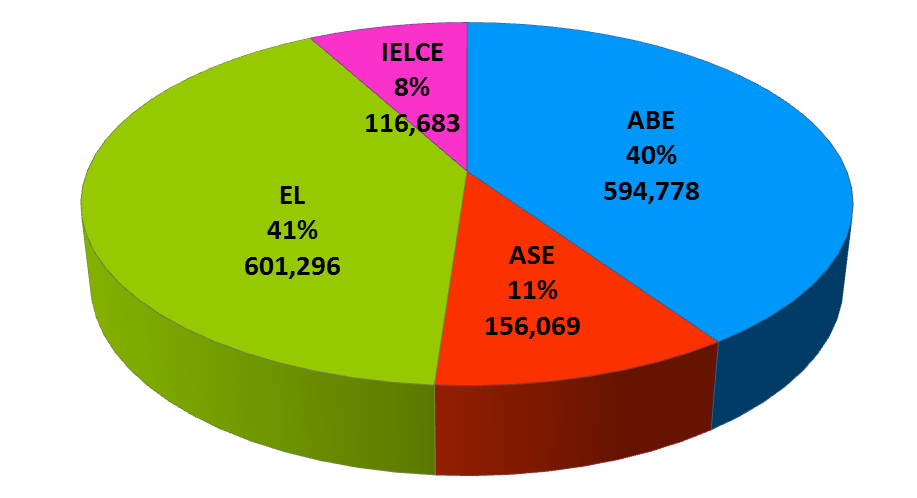 IELCE
8%
116,683
ABE
40%
594,778
EL
41%
601,296
ASE
11%
156,069